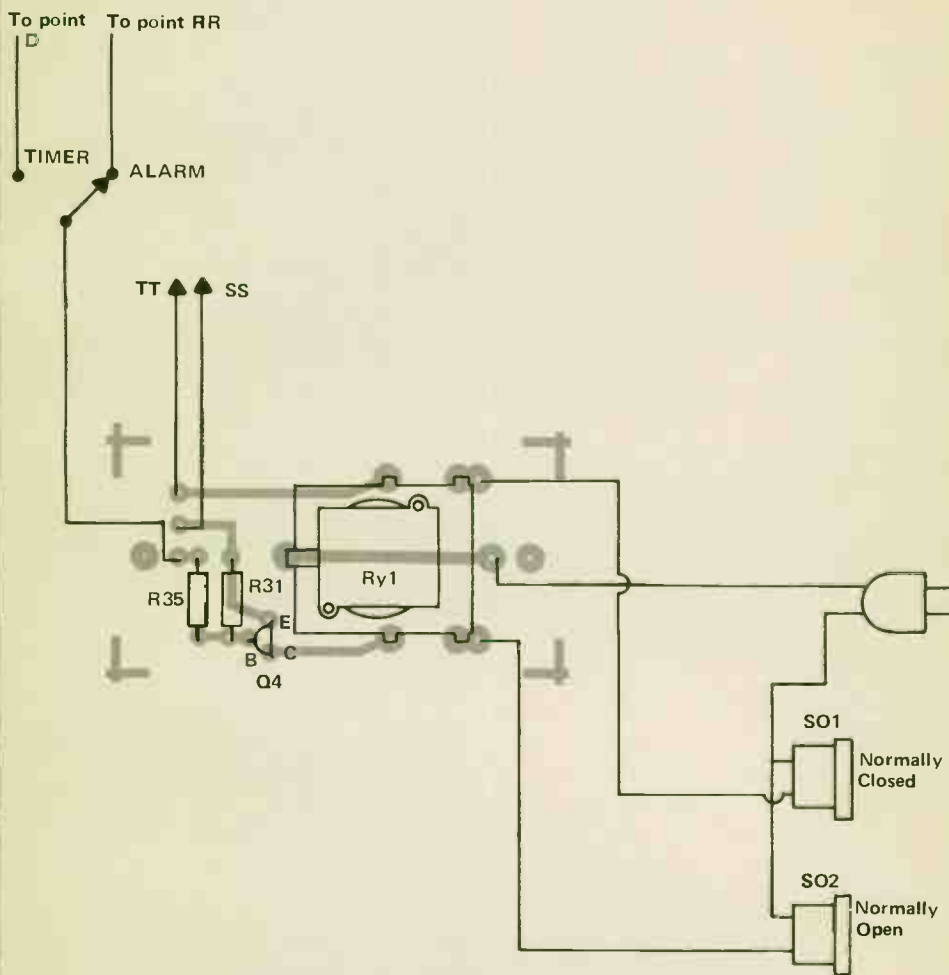 To point
D
To point RR
TIMER
ALARM
TT
SS
R35
R31
Ry1
E
B
C
Q4
SO1
Normally
Closed
SO2
Normally
Open